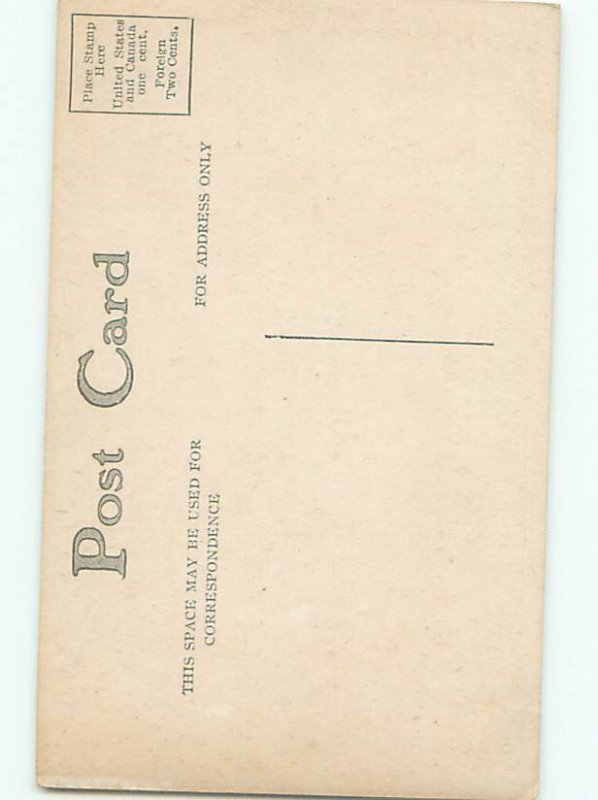 Post Card
Place Stamp
Here
United States
and Canada
one cent.
Foreign
Two Cents.
THIS SPACE MAY BE USED FOR
CORRESPONDENCE
FOR ADDRESS ONLY